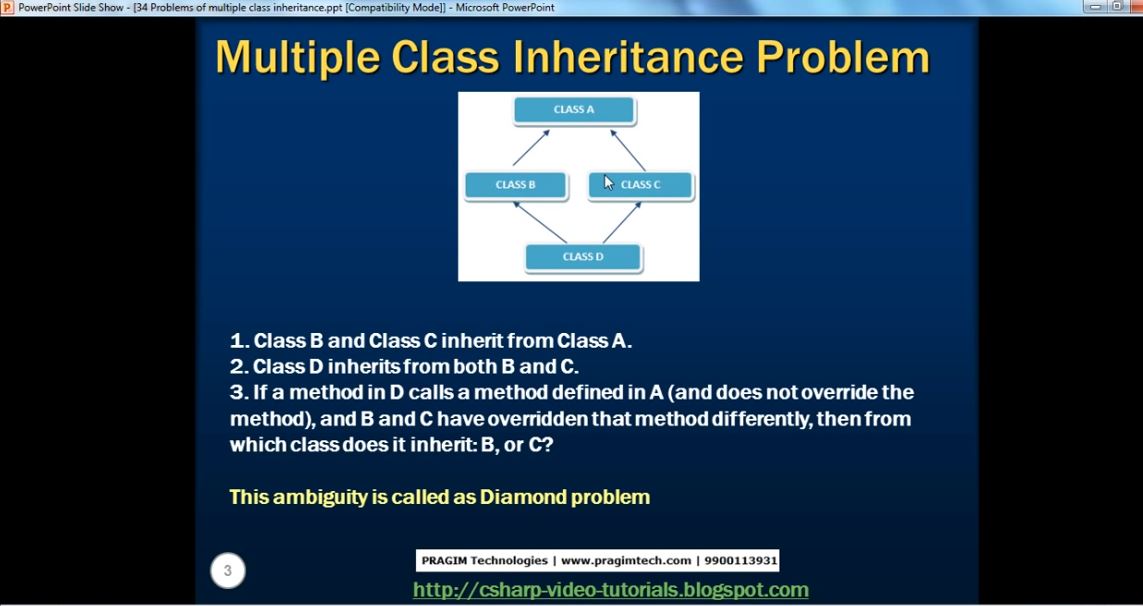 PowerPoint Slide Show - [34 Problems of multiple class inheritance.ppt [Compatibility Mode]] - Microsoft PowerPoint
Multiple Class Inheritance Problem
CLASS A
CLASS B
CLASS C
CLASS D
1. Class B and Class C inherit from Class A.
2. Class D inherits from both B and C.
3. If a method in D calls a method defined in A (and does not override the
method), and B and C have overridden that method differently, then from
which class does it inherit: B, or C?
This ambiguity is called as Diamond problem
3
PRAGIM Technologies | www.pragimtech.com | 9900113931
http://csharp-video-tutorials.blogspot.com